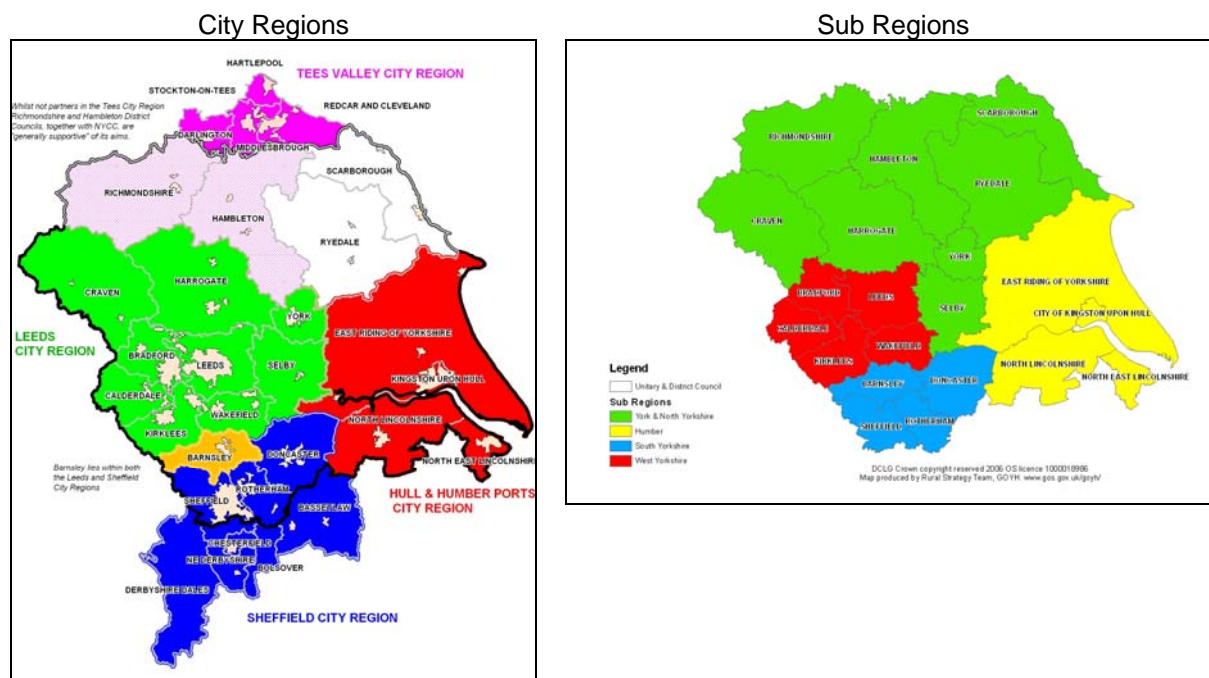 City Regions
HARTLEPOOL
TEES VALLEY CITY REGION
STOCKTON-ON-TEES
REDCAR AND CLEVELAND
Whilst not partners in the Tees City Region
Richmondshire and Hambleton District
Councils, together with NYCC, are
"generally supportive" of its aims.
DARLINGTON
MIDDLESBROUGH
SCARBOROUGH
RICHMONDSHIRE
HAMBLETON
RYEDALE
HARROGATE
CRAVEN
YORK
EAST RIDING OF YORKSHIRE
LEEDS
CITY REGION
BRADFORD
LEEDS
SELBY
KINGSTON UPON HULL
CALDERDALE
WAKEFIELD
NORTH LINCOLNSHIRE
KIRKLEES
BARNSLEY
DONCASTER
NORTH EAST LINCOLNSHIRE
Barnsley lies within both
the Leeds and Sheffield
City Regions
ROTHERHAM
SHEFFIELD
BASSETLAW
HULL & HUMBER PORTS
CITY REGION
CHESTERFIELD
NE DERBYSHIRE
BOLSOVER
DERBYSHIRE DALES
SHEFFIELD CITY REGION
Sub Regions
SCARBOROUGH
RICHMONDSHIRE
HAMBLETON
RYEDALE
CRAVEN
HARROGATE
YORK
BRADFORD
LEEDS
EAST RIDING OF YORKSHIRE
SELBY
CITY OF KINGSTON UPON HULL
CALDERDALE
WAKEFIELD
KIRKLEES
NORTH LINCOLNSHIRE
BARNSLEY
DONCASTER
NORTH EAST LINCOLNSHIRE
ROTHERHAM
SHEFFIELD
Legend
Unitary & District Council
Sub Regions
York & North Yorkshire
Humber
South Yorkshire
West Yorkshire
DCLG Crown copyright reserved 2006 OS licence 1000018986
Map produced by Rural Strategy Team, GOYH. www.gos.gov.uk/goyh/